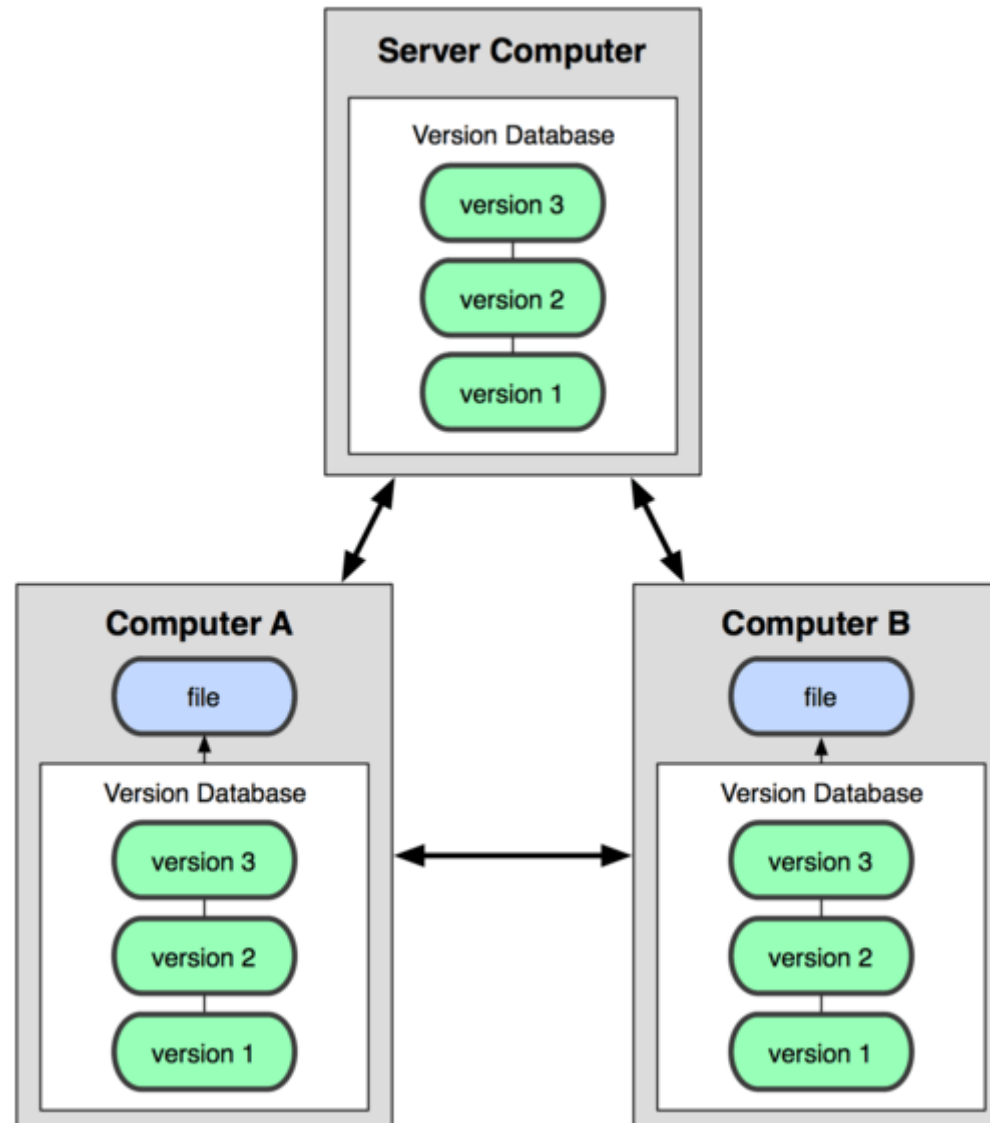 Server Computer
Version Database
version 3
version 2
version 1
Computer A
file
Version Database
version 3
version 2
version 1
Computer B
file
Version Database
version 3
version 2
version 1